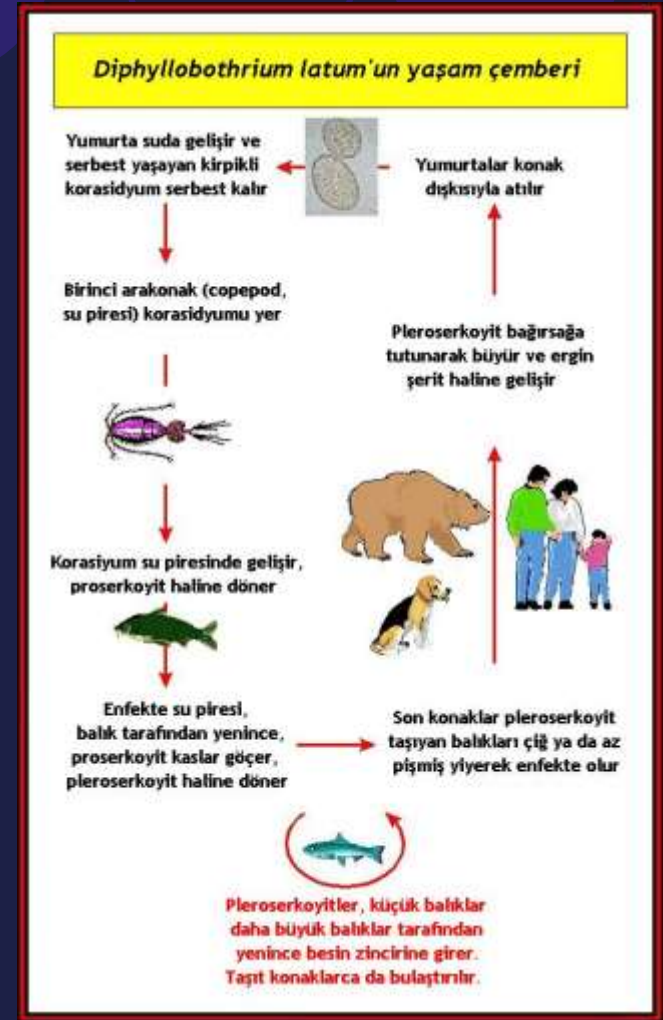 Diphyllobothrium latum'un yaşam çemberi
Yumurta suda gelişir ve
serbest yaşayan kirpikli
korasidyum serbest kalır
Birinci arakonak (copepod,
su piresi) korasidyumu yer
Korasiyum su piresinde gelişir,
proserkoyit haline döner
Enfekte su piresi,
balık tarafından yenince,
proserkoyit kaslar göçer,
pleroserkoyit haline döner
Pleroserkoyitler, küçük balıklar
daha büyük balıklar tarafından
yenince besin zincirine girer.
Taşıt konaklarca da bulaştırılır.
Son konaklar pleroserkoyit
taşıyan balıkları çiğ ya da az
pişmiş yiyerek enfekte olur
Pleroserkoyit bağırsağa
tutunarak büyür ve ergin
şerit haline gelişir
Yumurtalar konak
dışkısıyla atılır